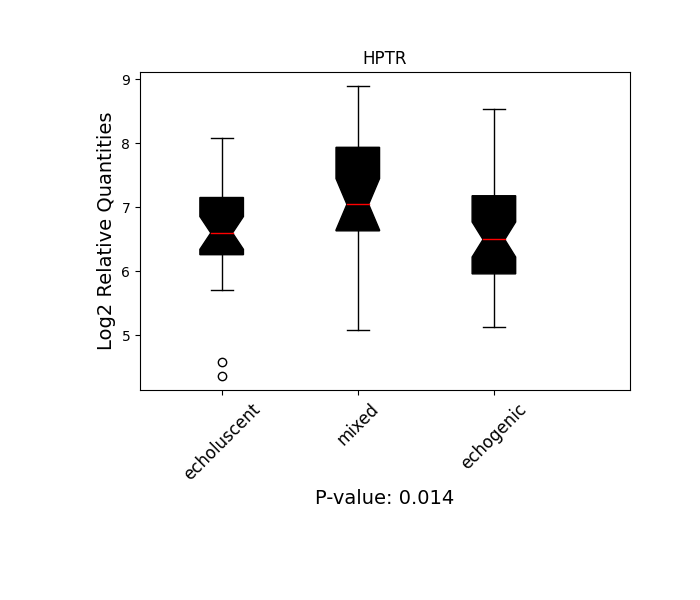 HPTR
Log2 Relative Quantities
9
8
7
6
5
echoluscent
mixed
echogenic
P-value: 0.014